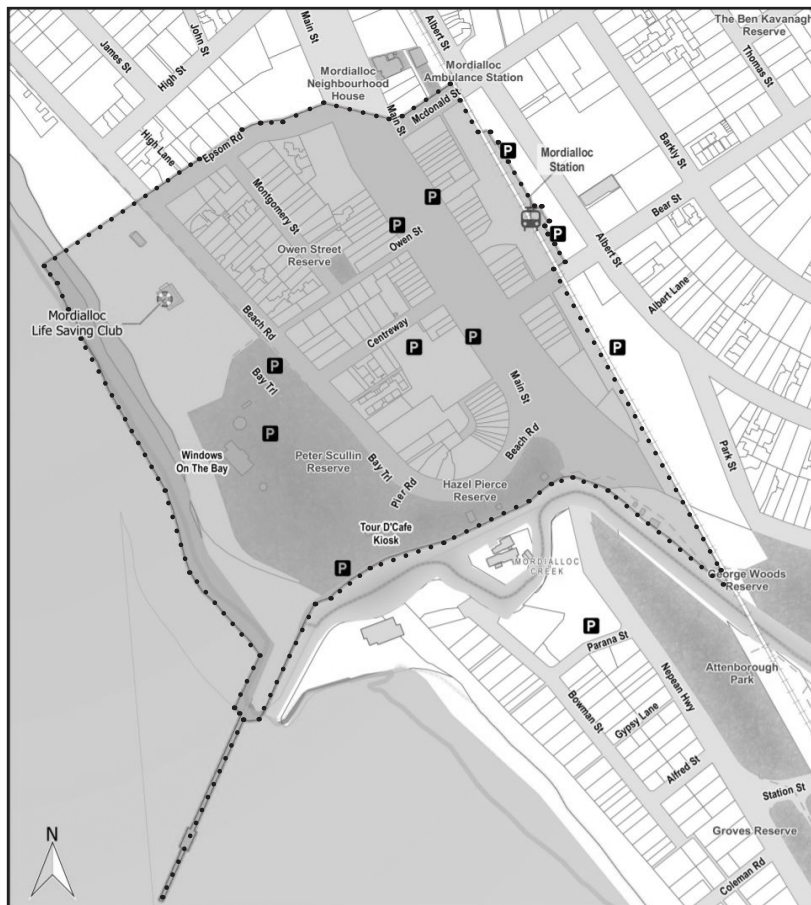 The Ben Kavanagh
Reserve
Thomas St
Albert St
Main St
John St
James St
High St
Mordialloc
Ambulance Station
Mordialloc
Neighbourhood
House
Main St
Mcdonald St
High Lane
Epsom Rd
Barkly St
P
Mordialloc
Station
Bear St
Montgomery St
P
P
Owen St
P
Albert St
Owen Street
Reserve
Albert Lane
Mordialloc
Life Saving Club
Beach Rd
Centreway
P
P
P
P
Bay Trl
Main St
P
Windows
On The Bay
Peter Scullin
Reserve
Bay Trl
Beach Rd
Park St
Pier Rd
Hazel Pierce
Reserve
Tour D'Cafe
Kiosk
P
MORDIALLOC
CREEK
George Woods
Reserve
P
Parana St
Attenborough
Park
Nepean Hwy
Bowman St
Gypsy Lane
Alfred St
Station St
Groves Reserve
Coleman Rd
N